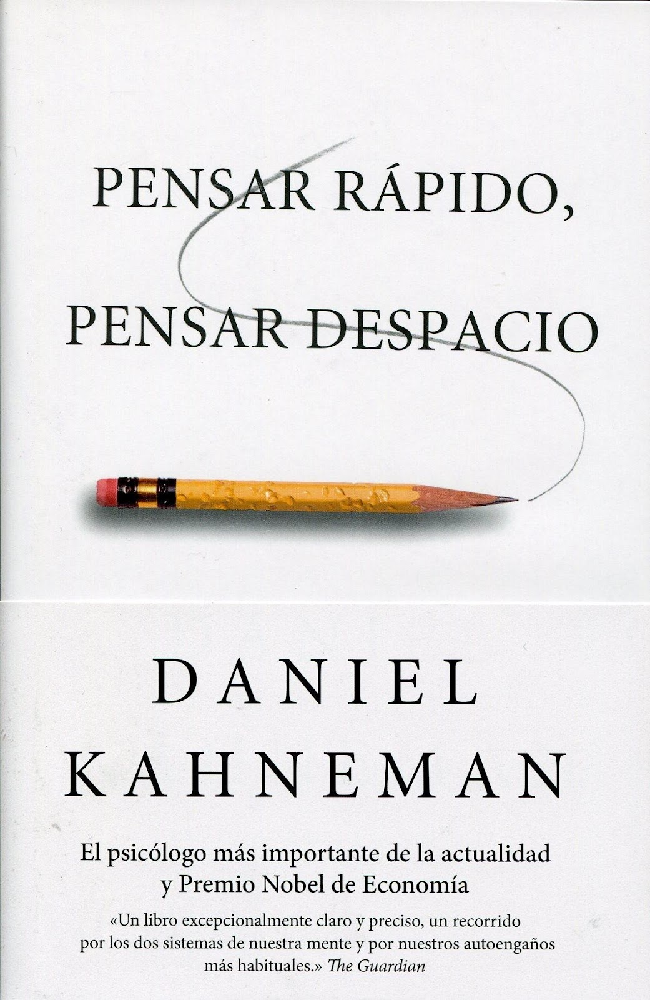 PENSAR RÁPIDO,
PENSAR DESPACIO
DANIEL
KAHNEMAN
El psicólogo más importante de la actualidad
y Premio Nobel de Economía
«Un libro excepcionalmente claro y preciso, un recorrido
por los dos sistemas de nuestra mente y por nuestros autoengaños
más habituales.» The Guardian